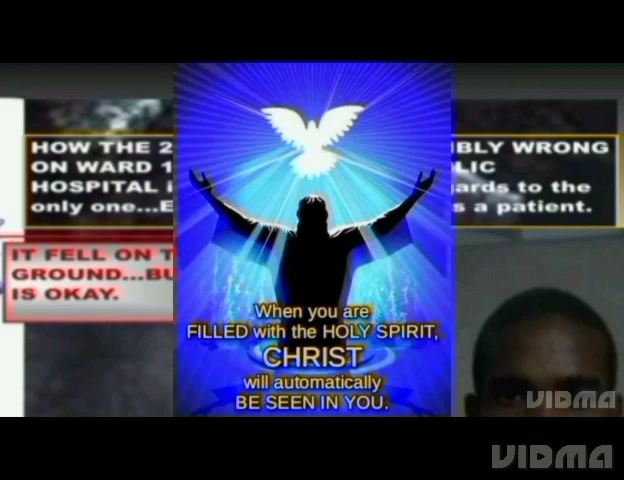 HOW THE 2
ON WARD 1
HOSPITAL
only one...E
BLY WRONG
LIC
ards to the
s a patient.
IT FELL ON T
GROUND...BU
IS OKAY.
When you are
FILLED with the HOLY SPIRIT,
CHRIST
will automatically
BE SEEN IN YOU.
VIDMA
VIDMA